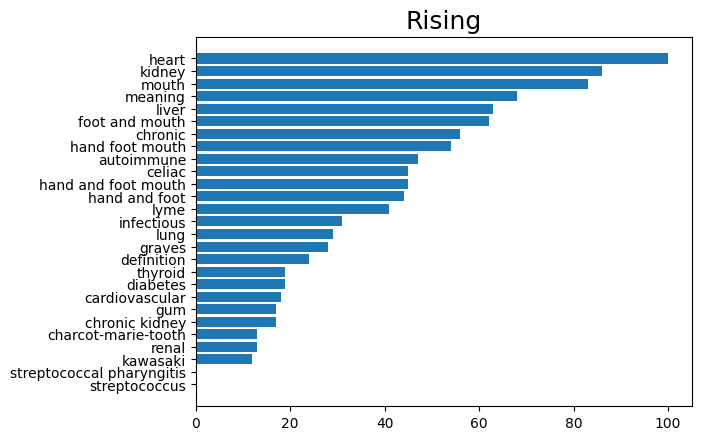 Rising
heart
kidney
mouth
meaning
liver
foot and mouth
chronic
hand foot mouth
autoimmune
celiac
hand and foot mouth
hand and foot
lyme
infectious
lung
graves
definition
thyroid
diabetes
cardiovascular
gum
chronic kidney
charcot-marie-tooth
renal
kawasaki
streptococcal pharyngitis
streptococcus
0 20 40 60 80 100